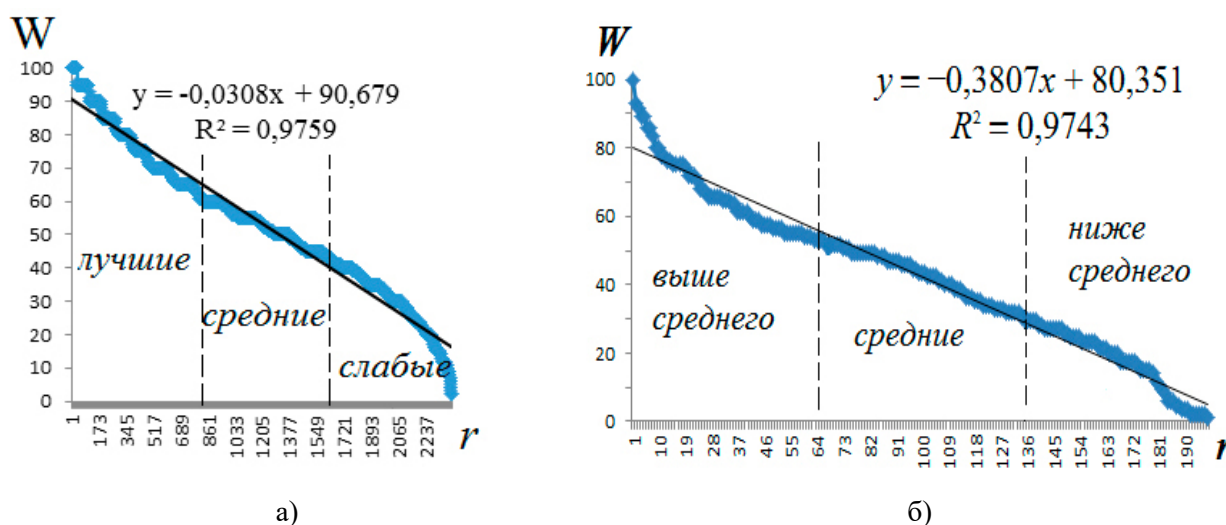 W
y = -0,0308x + 90,679
R² = 0,9759
100
90
80
70
60
50
40
30
20
10
0
лучшие
средние
слабые
1
173
345
517
689
861
1033
1205
1377
1549
1721
1893
2065
2237
r
а)
W
y = −0,3807x + 80,351
R² = 0,9743
100
80
60
40
20
0
выше
среднего
средние
ниже
среднего
1
10
19
28
37
46
55
64
73
82
91
100
109
118
127
136
145
154
163
172
181
190
r
б)